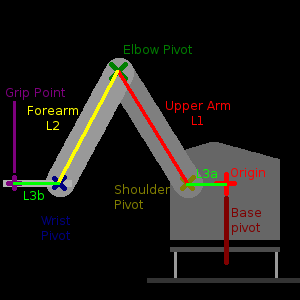 Elbow Pivot
Grip Point
Forearm
L2
Upper Arm
L1
L3a
Origin
L3b
Shoulder
Pivot
Base
pivot
Wrist
Pivot